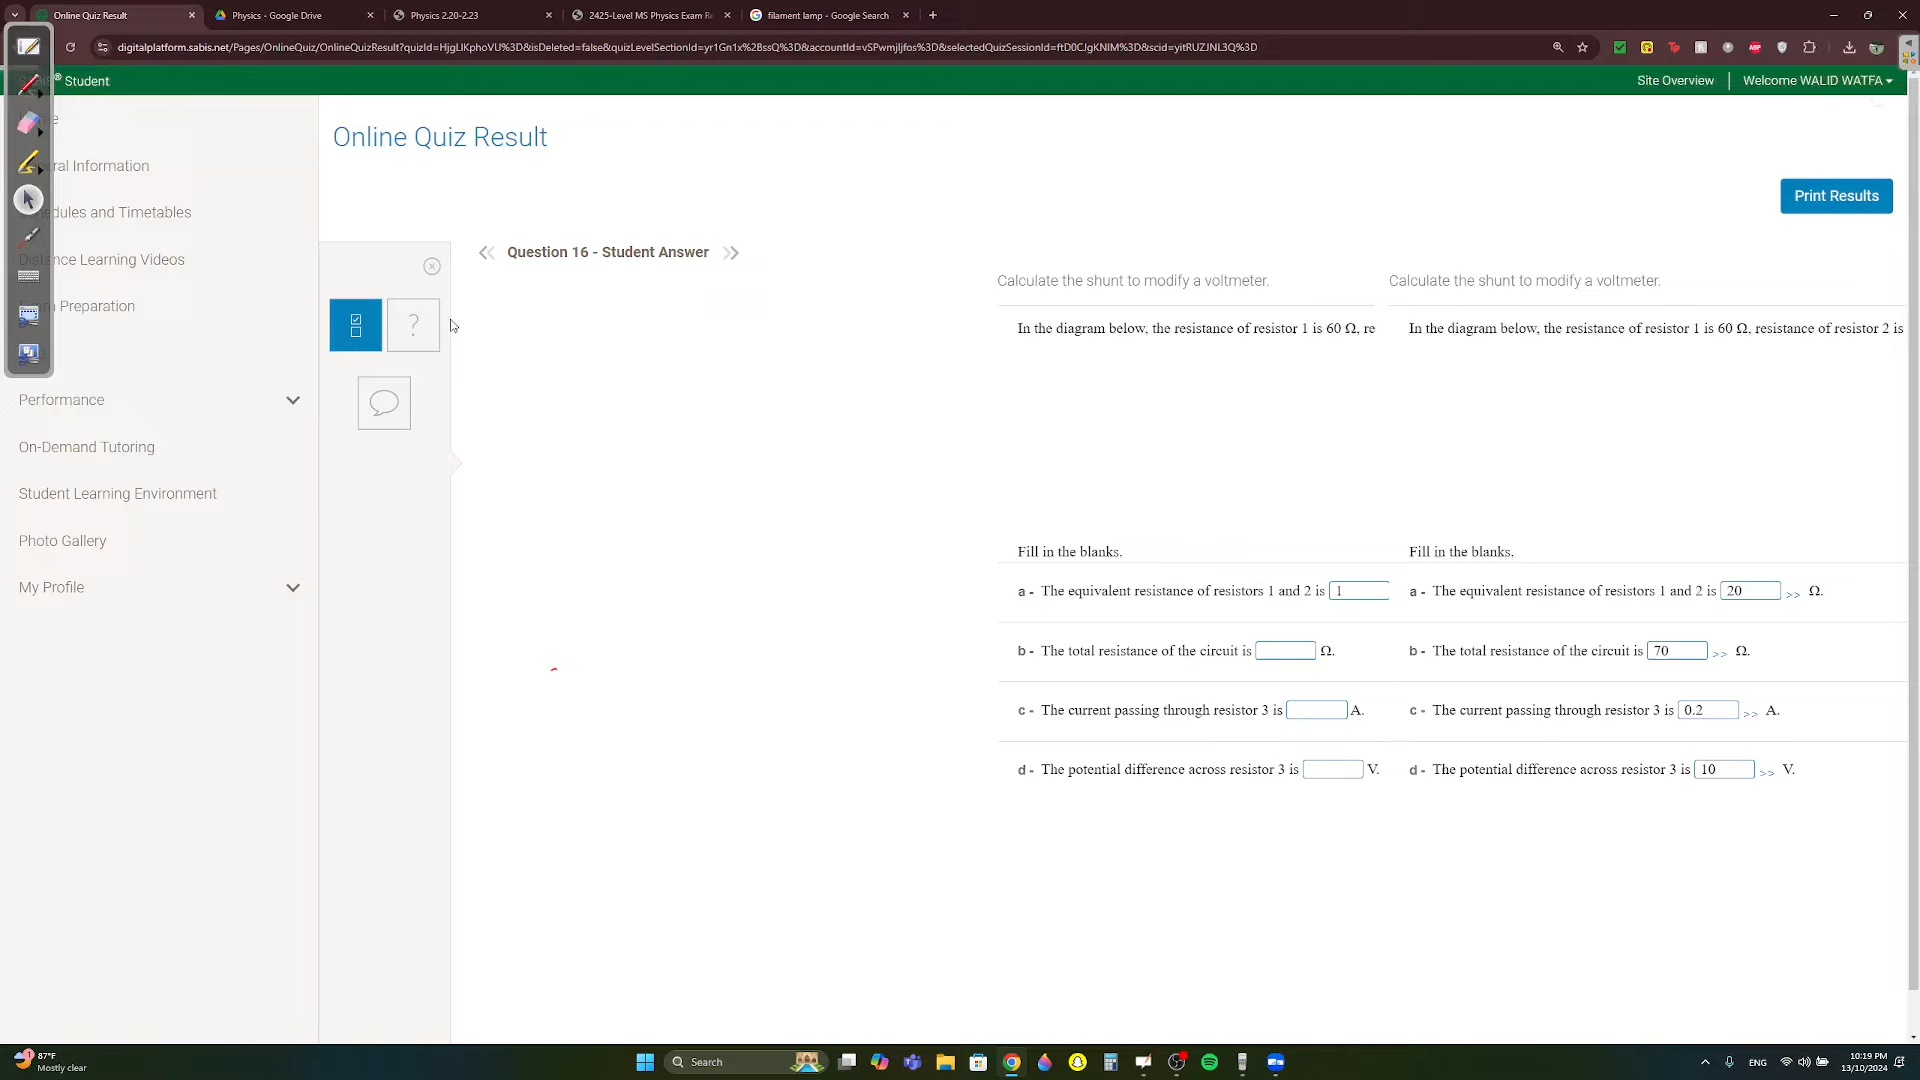 Online Quiz Result
Physics - Google Drive
Physics 2.20-2.23
2425-Level MS Physics Exam Re
filament lamp - Google Search
digitalplatform.sabis.net/Pages/OnlineQuiz/OnlineQuizResult?quizId=HjgLIKphoVU%3D&isDeleted=false&quizLevelSectionId=yr1Gn1x%2BssQ%3D&accountId=vSPwmjljfos%3D&selectedQuizSessionId=ftD0CJgKNIM%3D&scid=yitRUZJNL3Q%3D
® Student
Site Overview
Welcome WALID WATFA
Online Quiz Result
ral Information
dules and Timetables
Distance Learning Videos
Preparation
Performance
On-Demand Tutoring
Student Learning Environment
Photo Gallery
My Profile
Print Results
Question 16 - Student Answer
?
Calculate the shunt to modify a voltmeter.
In the diagram below, the resistance of resistor 1 is 60 Ω, re
Fill in the blanks.
a - The equivalent resistance of resistors 1 and 2 is 1
b - The total resistance of the circuit is Ω.
c - The current passing through resistor 3 is A.
d - The potential difference across resistor 3 is V.
Calculate the shunt to modify a voltmeter.
In the diagram below, the resistance of resistor 1 is 60 Ω, resistance of resistor 2 is
Fill in the blanks.
a - The equivalent resistance of resistors 1 and 2 is 20 >> Ω.
b - The total resistance of the circuit is 70 >> Ω.
c - The current passing through resistor 3 is 0.2 >> A.
d - The potential difference across resistor 3 is 10 >> V.
1
87°F
Mostly clear
Search
ENG
10:19 PM
13/10/2024